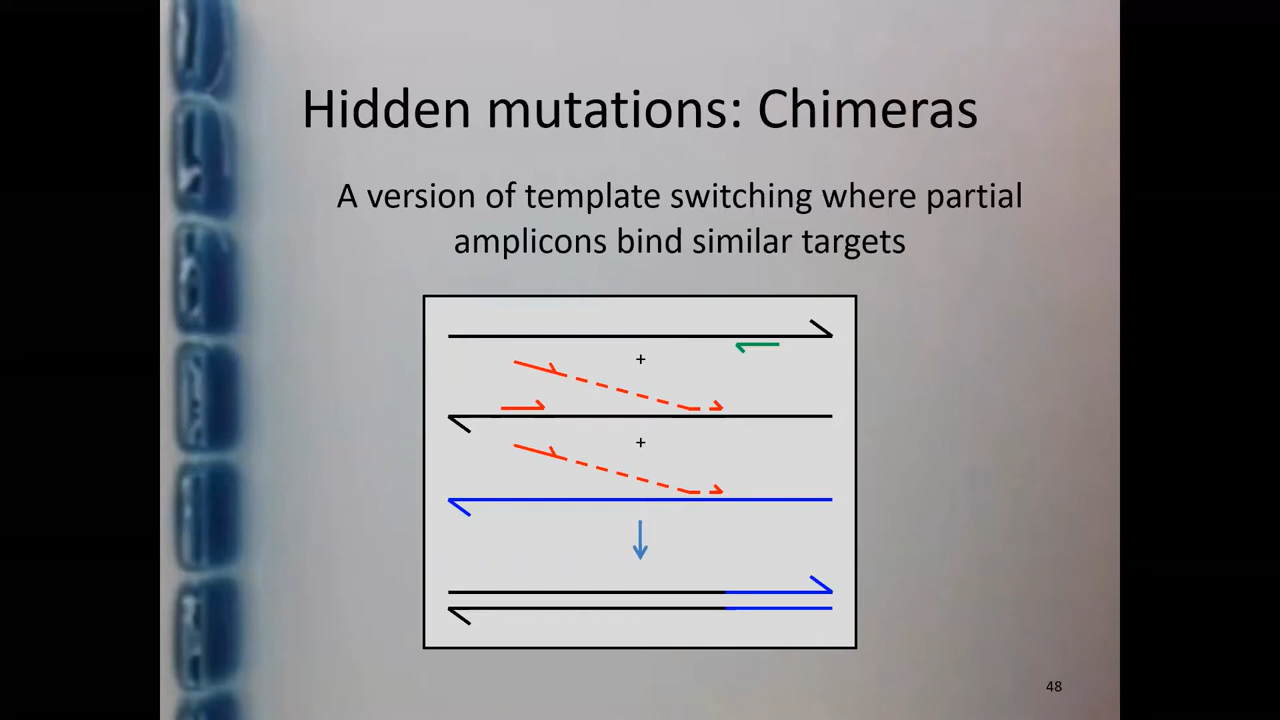 Hidden mutations: Chimeras
A version of template switching where partial
amplicons bind similar targets
+
+
48